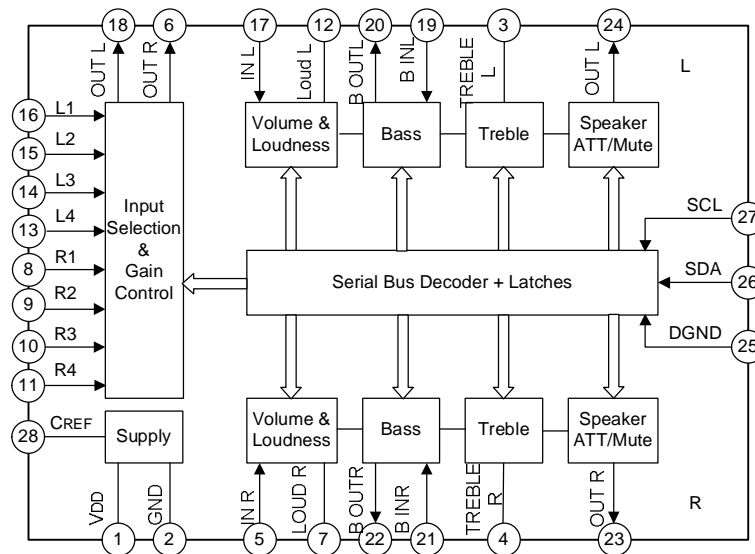 18
6
17
12
20
19
3
24
OUT L
OUT R
IN L
Loud L
B OUTL
B INL
TREBLE
L
OUT L
L
16
L1
15
L2
14
L3
13
L4
8
R1
9
R2
10
R3
11
R4
Input
Selection
&
Gain
Control
Volume &
Loudness
Bass
Treble
Speaker
ATT/Mute
SCL
27
Serial Bus Decoder + Latches
SDA
26
DGND
25
28
CREF
Supply
Volume &
Loudness
Bass
Treble
Speaker
ATT/Mute
VDD
GND
IN R
LOUD R
B OUTR
B INR
TREBLE
R
OUT R
R
1
2
5
7
22
21
4
23